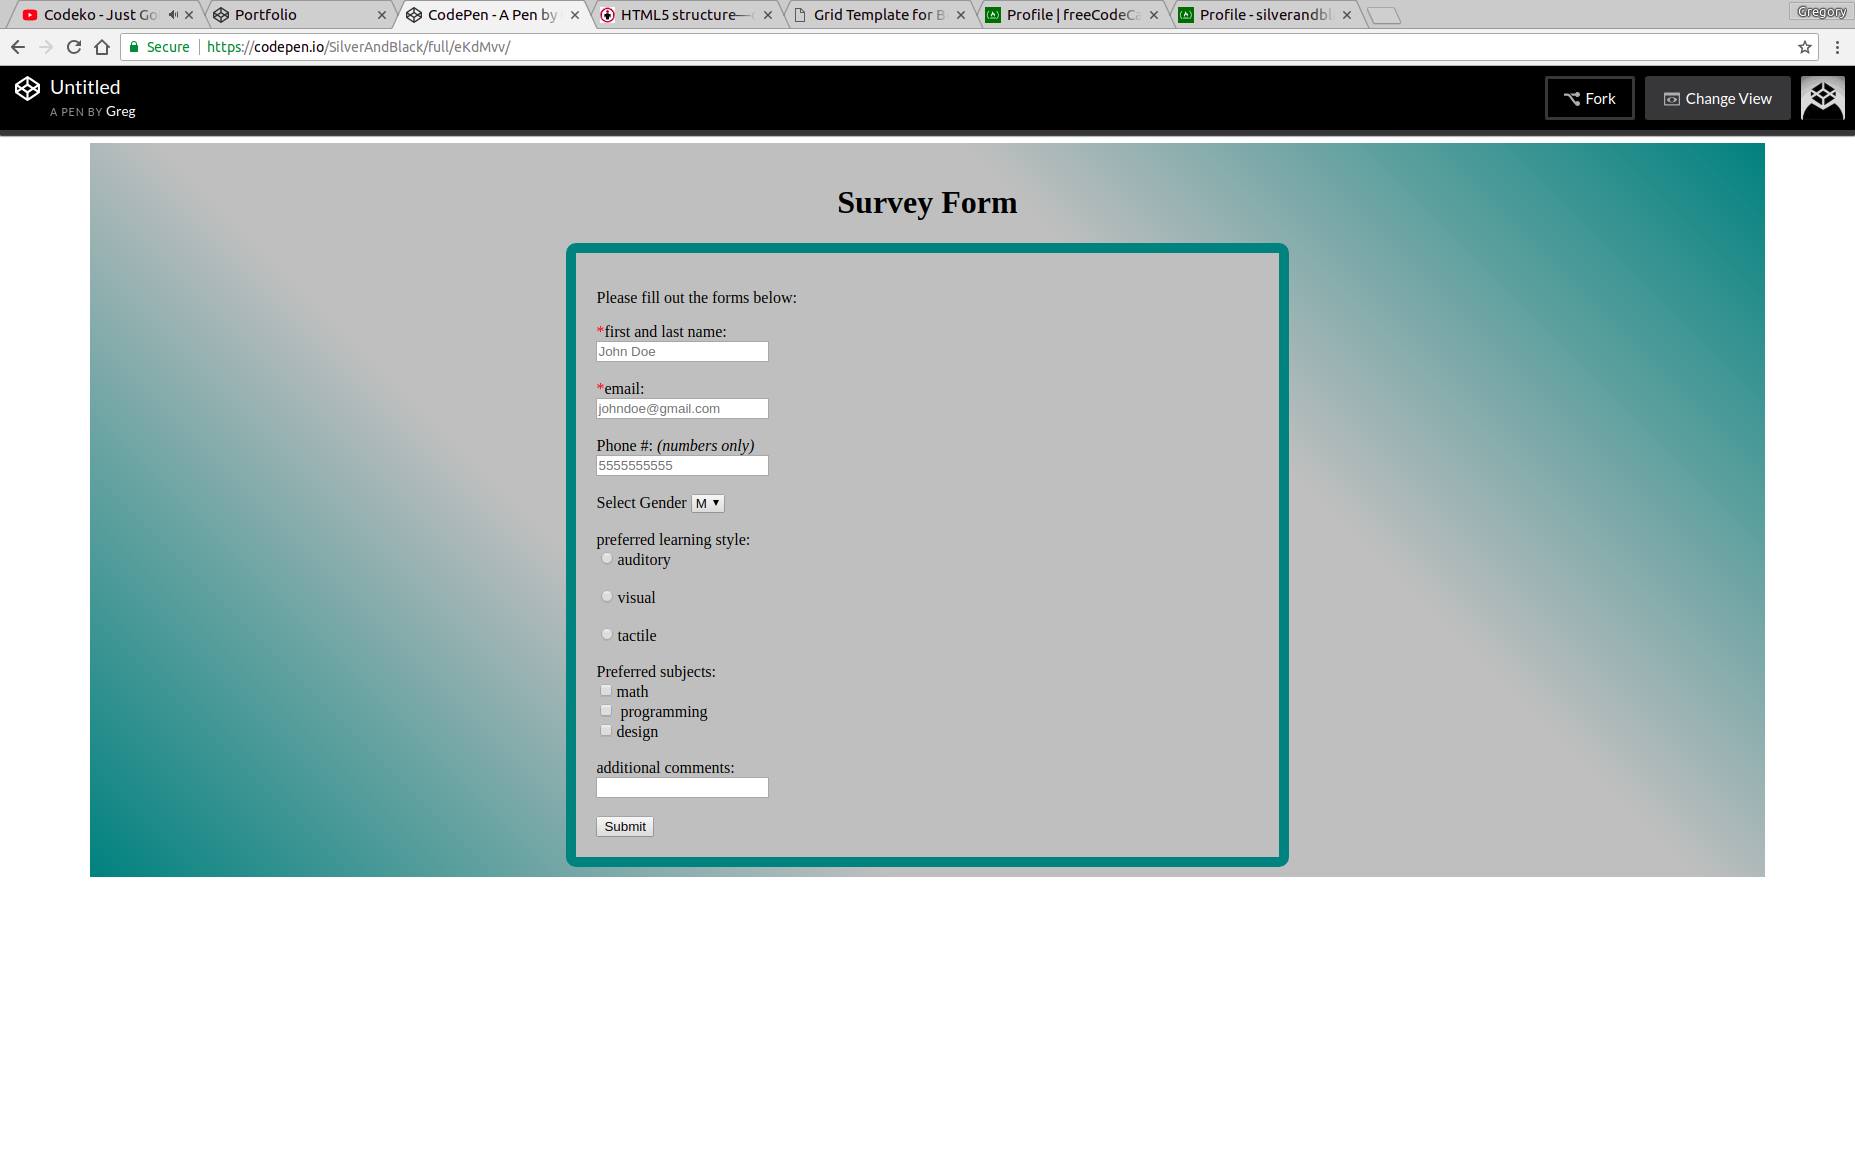 Codeko - Just Go
Portfolio
CodePen - A Pen by
HTML5 structure—
Grid Template for B
Profile | freeCodeCa
Profile - silverandbl
Gregory
Secure
https://codepen.io/SilverAndBlack/full/eKdMvv/
Untitled
A PEN BY Greg
Fork
Change View
Survey Form
Please fill out the forms below:
*first and last name:
John Doe
*email:
johndoe@gmail.com
Phone #: (numbers only)
5555555555
Select Gender M
preferred learning style:
auditory
visual
tactile
Preferred subjects:
math
programming
design
additional comments:
Submit